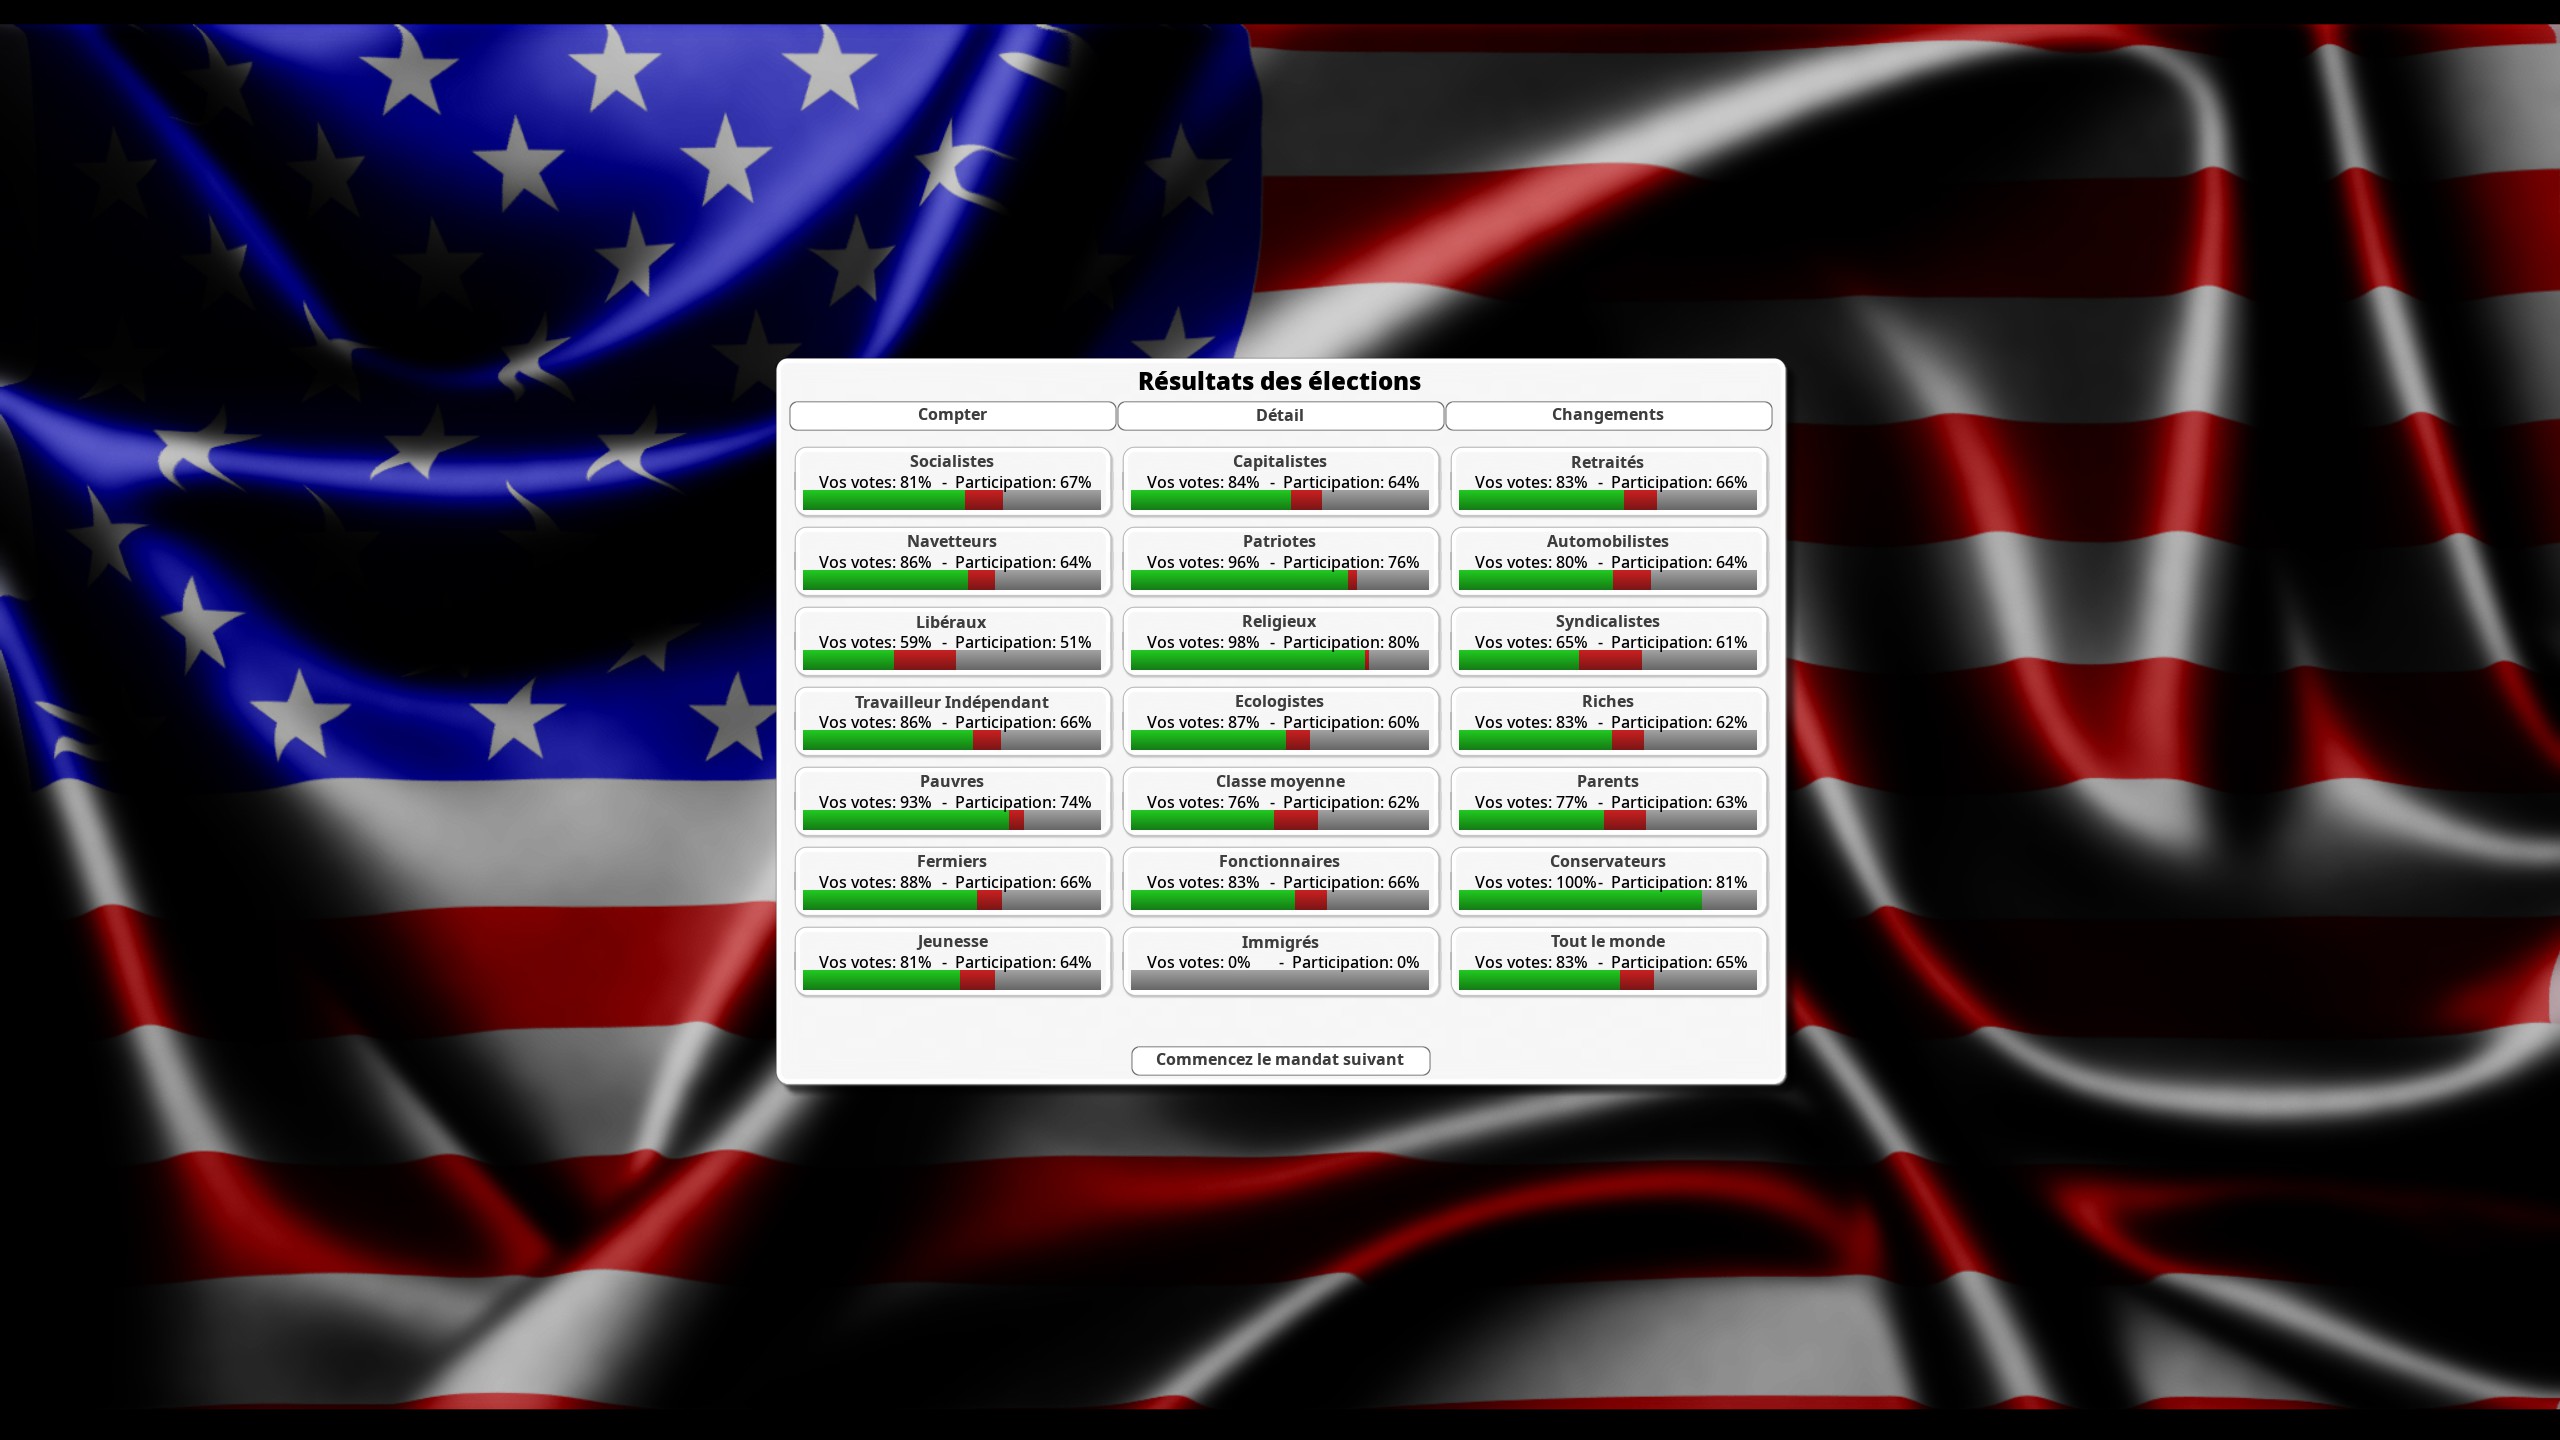 Résultats des élections
Compter Détail Changements
Socialistes Capitalistes Retraités
Vos votes: 81% - Participation: 67% Vos votes: 84% - Participation: 64% Vos votes: 83% - Participation: 66%
Navetteurs Patriotes Automobilistes
Vos votes: 86% - Participation: 64% Vos votes: 96% - Participation: 76% Vos votes: 80% - Participation: 64%
Libéraux Religieux Syndicalistes
Vos votes: 59% - Participation: 51% Vos votes: 98% - Participation: 80% Vos votes: 65% - Participation: 61%
Travailleur Indépendant Ecologistes Riches
Vos votes: 86% - Participation: 66% Vos votes: 87% - Participation: 60% Vos votes: 83% - Participation: 62%
Pauvres Classe moyenne Parents
Vos votes: 93% - Participation: 74% Vos votes: 76% - Participation: 62% Vos votes: 77% - Participation: 63%
Fermiers Fonctionnaires Conservateurs
Vos votes: 88% - Participation: 66% Vos votes: 83% - Participation: 66% Vos votes: 100%- Participation: 81%
Jeunesse Immigrés Tout le monde
Vos votes: 81% - Participation: 64% Vos votes: 0% - Participation: 0% Vos votes: 83% - Participation: 65%
Commencez le mandat suivant